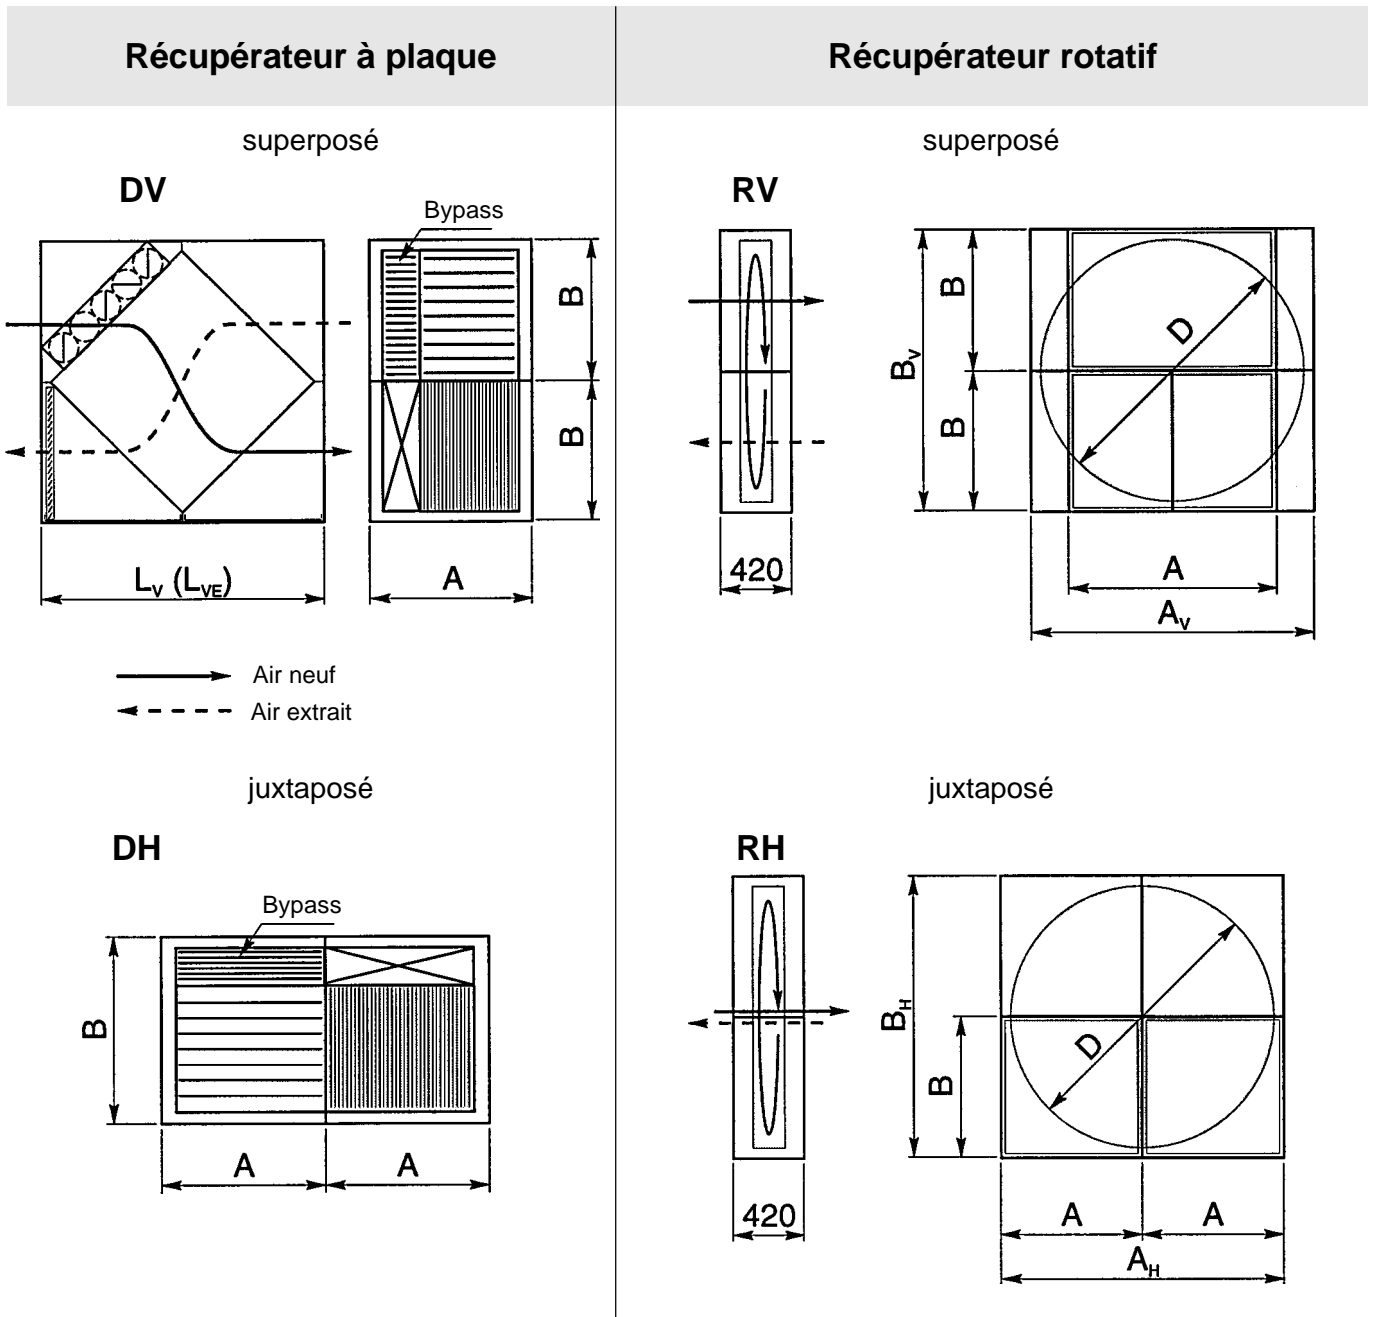 Récupérateur à plaque
Récupérateur rotatif
superposé
superposé
DV
RV
Bypass
B
B
Lv (LVE)
A
B
B
Bv
D
420
A
Av
Air neuf
Air extrait
juxtaposé
juxtaposé
DH
RH
Bypass
B
A
A
BH
B
D
420
A
A
AH